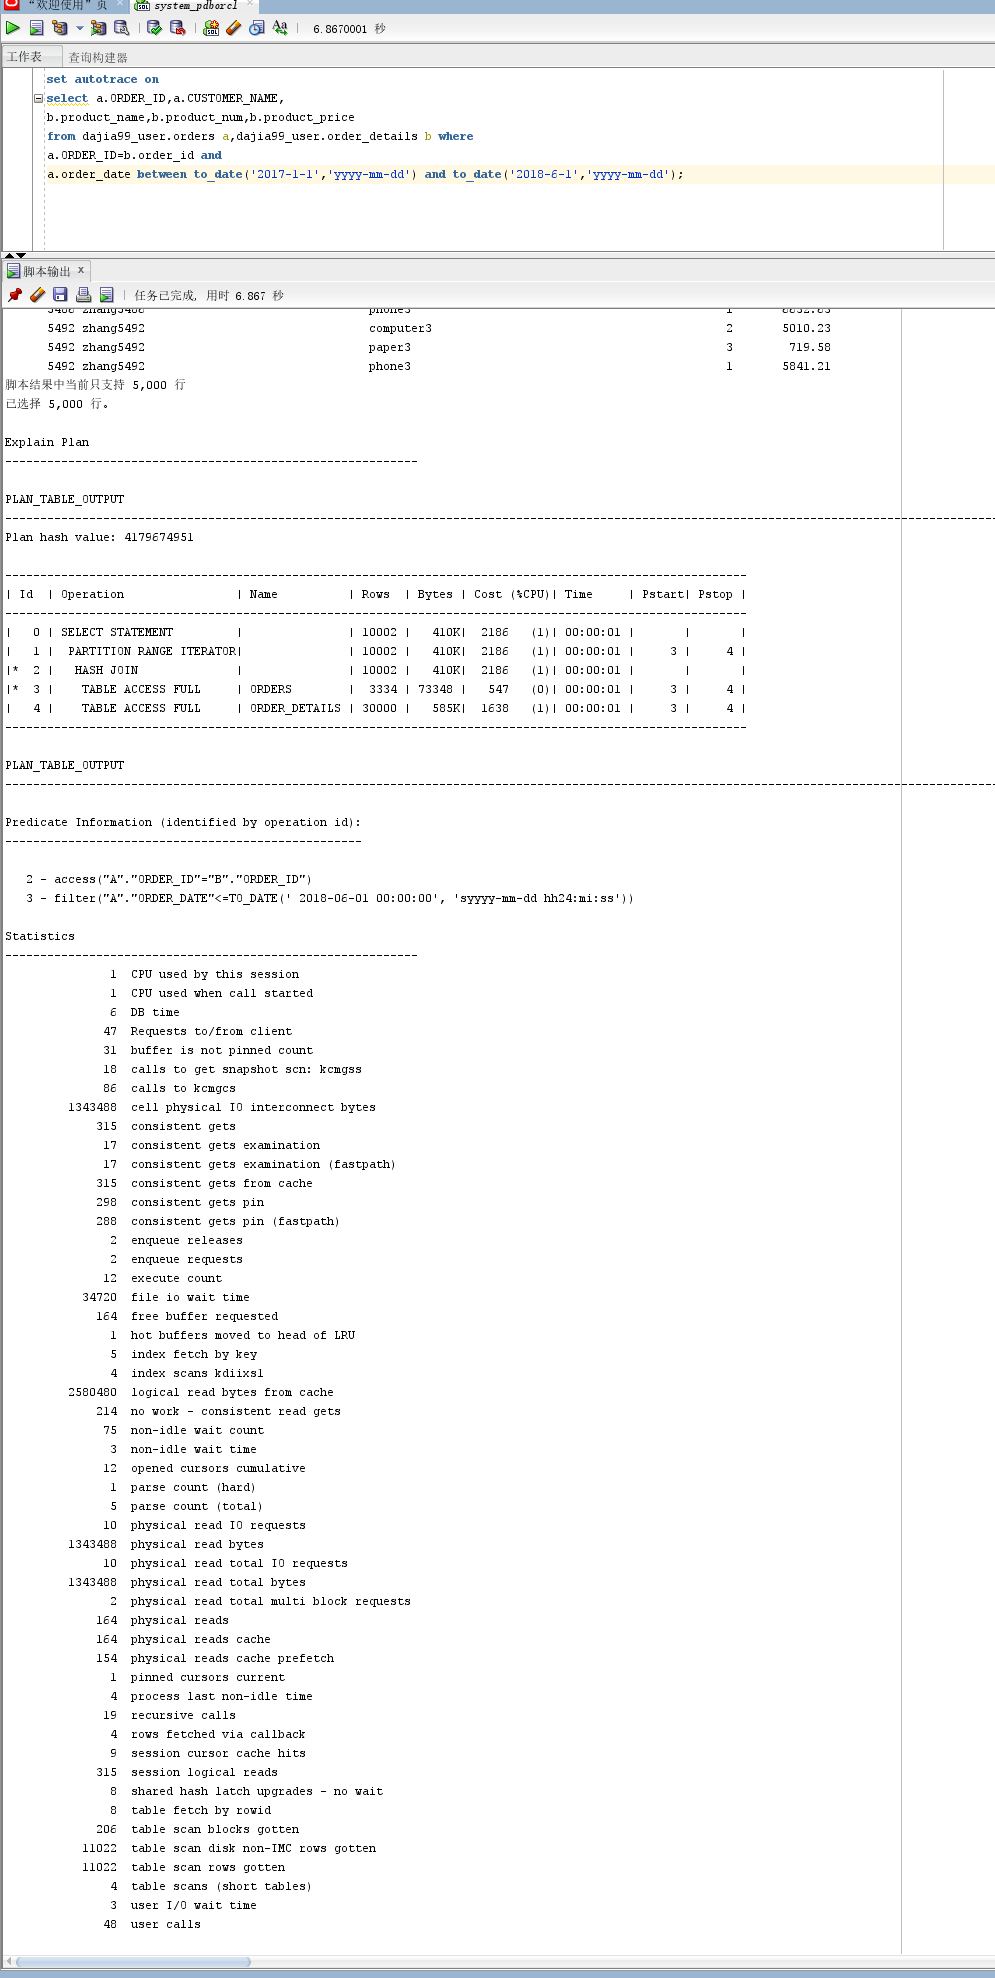 “欢迎使用”页 system_pdborcl
6.8670001 秒
工作表 查询构建器
set autotrace on
select a.ORDER_ID,a.CUSTOMER_NAME,
b.product_name,b.product_num,b.product_price
from dajia99_user.orders a,dajia99_user.order_details b where
a.ORDER_ID=b.order_id and
a.order_date between to_date('2017-1-1','yyyy-mm-dd') and to_date('2018-6-1','yyyy-mm-dd');
脚本输出 x
任务已完成, 用时 6.867 秒
5488 zhang5488 phone3 1 8832.83
5492 zhang5492 computer3 2 5010.23
5492 zhang5492 paper3 3 719.58
5492 zhang5492 phone3 1 5841.21
脚本结果中当前只支持 5,000 行
已选择 5,000 行。
Explain Plan
-----------------------------------------------------------
PLAN_TABLE_OUTPUT
---------------------------------------------------------------------------------------------------------------------------------------------
Plan hash value: 4179674951
----------------------------------------------------------------------------------------------------------
| Id | Operation | Name | Rows | Bytes | Cost (%CPU)| Time | Pstart| Pstop |
----------------------------------------------------------------------------------------------------------
| 0 | SELECT STATEMENT | | 10002 | 410K| 2186 (1)| 00:00:01 | | |
| 1 | PARTITION RANGE ITERATOR| | 10002 | 410K| 2186 (1)| 00:00:01 | 3 | 4 |
|* 2 | HASH JOIN | | 10002 | 410K| 2186 (1)| 00:00:01 | | |
|* 3 | TABLE ACCESS FULL | ORDERS | 3334 | 73348 | 547 (0)| 00:00:01 | 3 | 4 |
| 4 | TABLE ACCESS FULL | ORDER_DETAILS | 30000 | 585K| 1638 (1)| 00:00:01 | 3 | 4 |
----------------------------------------------------------------------------------------------------------
PLAN_TABLE_OUTPUT
---------------------------------------------------------------------------------------------------------------------------------------------
Predicate Information (identified by operation id):
---------------------------------------------------
2 - access("A"."ORDER_ID"="B"."ORDER_ID")
3 - filter("A"."ORDER_DATE"<=TO_DATE(' 2018-06-01 00:00:00', 'syyyy-mm-dd hh24:mi:ss'))
Statistics
-----------------------------------------------------------
1 CPU used by this session
1 CPU used when call started
6 DB time
47 Requests to/from client
31 buffer is not pinned count
18 calls to get snapshot scn: kcmgss
86 calls to kcmgcs
1343488 cell physical IO interconnect bytes
315 consistent gets
17 consistent gets examination
17 consistent gets examination (fastpath)
315 consistent gets from cache
298 consistent gets pin
288 consistent gets pin (fastpath)
2 enqueue releases
2 enqueue requests
12 execute count
34720 file io wait time
164 free buffer requested
1 hot buffers moved to head of LRU
5 index fetch by key
4 index scans kdiixs1
2580480 logical read bytes from cache
214 no work - consistent read gets
75 non-idle wait count
3 non-idle wait time
12 opened cursors cumulative
1 parse count (hard)
5 parse count (total)
10 physical read IO requests
1343488 physical read bytes
10 physical read total IO requests
1343488 physical read total bytes
2 physical read total multi block requests
164 physical reads
164 physical reads cache
154 physical reads cache prefetch
1 pinned cursors current
4 process last non-idle time
19 recursive calls
4 rows fetched via callback
9 session cursor cache hits
315 session logical reads
8 shared hash latch upgrades - no wait
8 table fetch by rowid
206 table scan blocks gotten
11022 table scan disk non-IMC rows gotten
11022 table scan rows gotten
4 table scans (short tables)
3 user I/O wait time
48 user calls